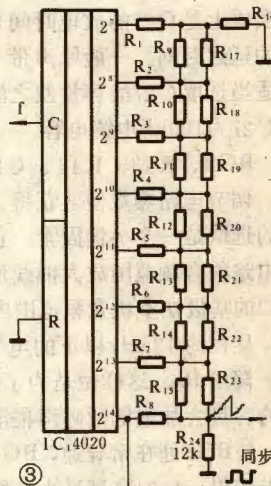 2⁷
R₁
R₁₆
R₉
R₁₇
2⁸
R₂
R₁₀
R₁₈
f
C
2⁹
R₃
R₁₁
R₁₉
2¹⁰
R₄
R₁₂
R₂₀
2¹¹
R₅
R₁₃
R₂₁
R
2¹²
R₆
R₁₄
R₂₂
2¹³
R₇
R₁₅
R₂₃
2¹⁴
R₈
1C₁4020
R₂₄
12k
③
同步